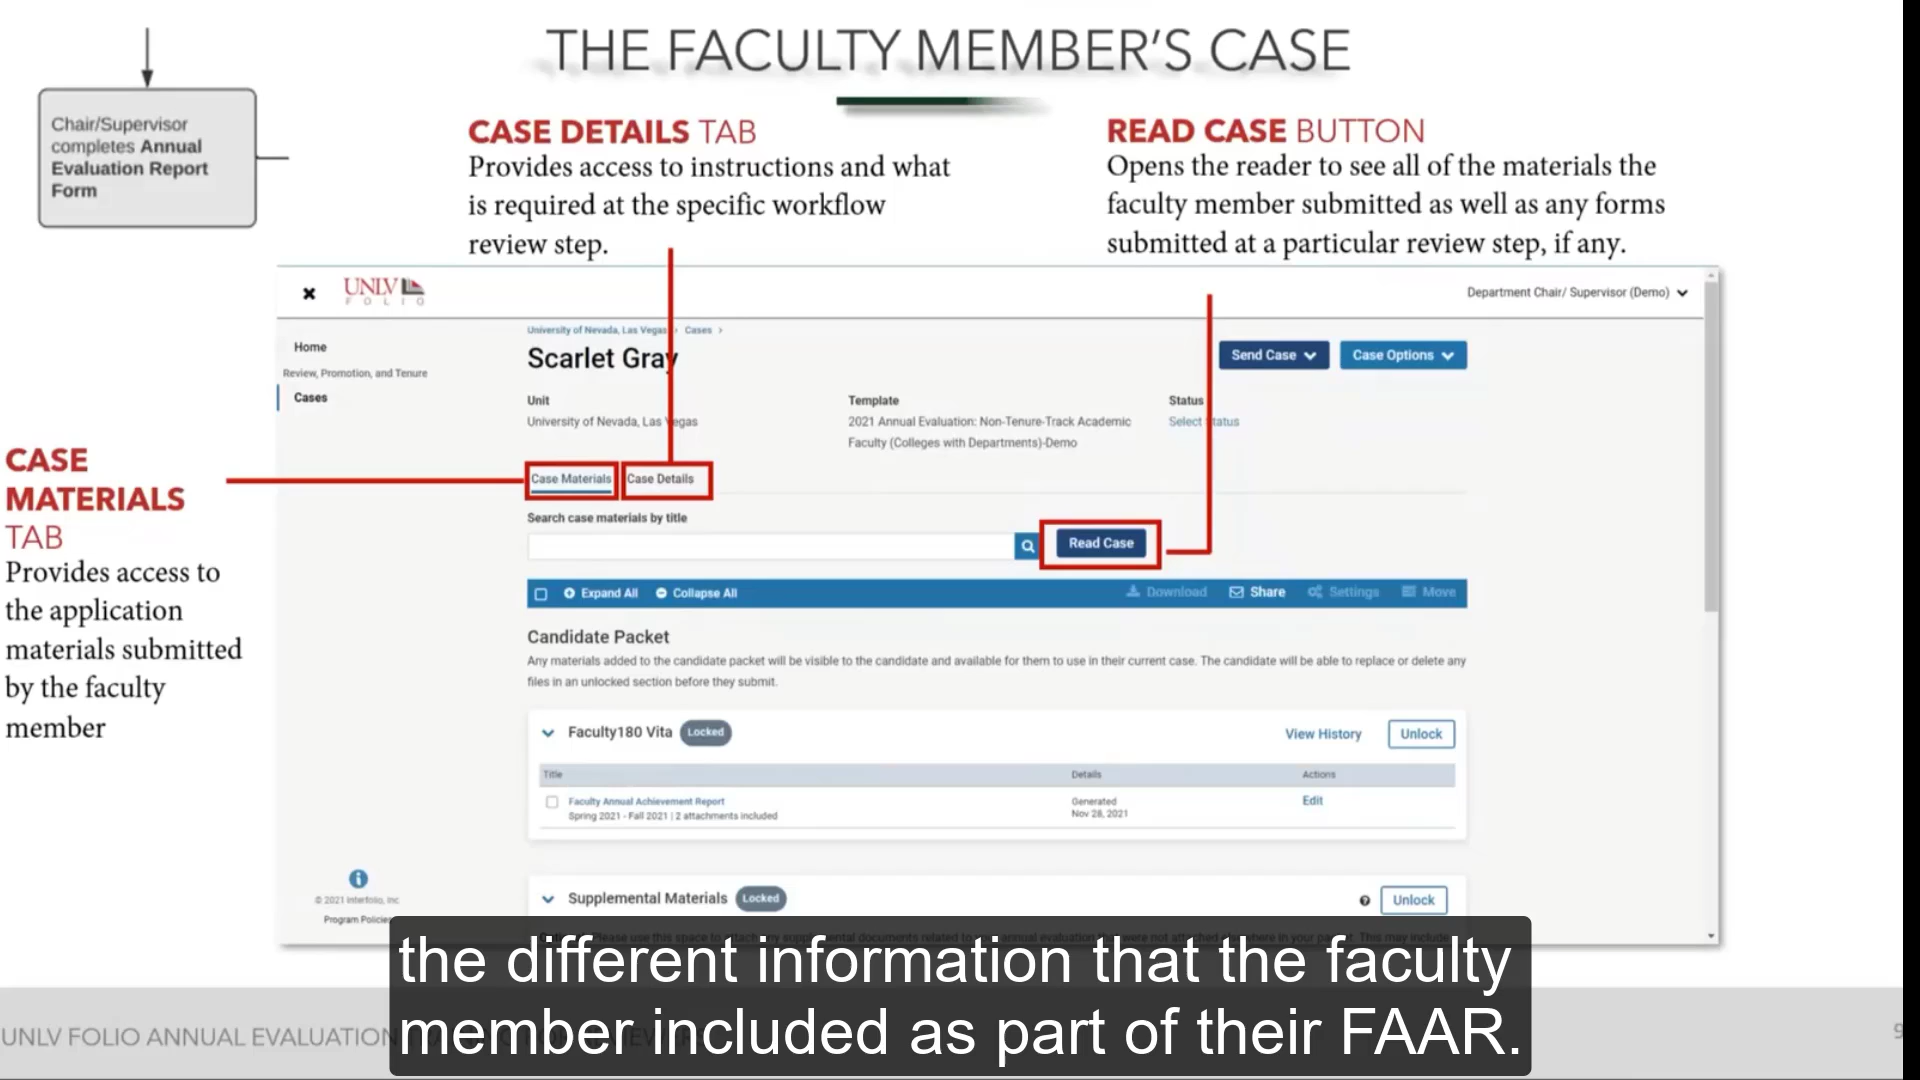 THE FACULTY MEMBER'S CASE
Chair/Supervisor
completes Annual
Evaluation Report
Form
CASE DETAILS TAB
Provides access to instructions and what
is required at the specific workflow
review step.
READ CASE BUTTON
Opens the reader to see all of the materials the
faculty member submitted as well as any forms
submitted at a particular review step, if any.
CASE
MATERIALS
TAB
Provides access to
the application
materials submitted
by the faculty
member
UNLV
FOLIO
Department Chair/ Supervisor (Demo)
Home
Review, Promotion, and Tenure
Cases
University of Nevada, Las Vegas > Cases >
Scarlet Gray
Send Case
Case Options
Unit
University of Nevada, Las Vegas
Template
2021 Annual Evaluation: Non-Tenure-Track Academic
Faculty (Colleges with Departments)-Demo
Status
Select Status
Case Materials
Case Details
Search case materials by title
Read Case
Expand All
Collapse All
Download
Share
Settings
Move
Candidate Packet
Any materials added to the candidate packet will be visible to the candidate and available for them to use in their current case. The candidate will be able to replace or delete any
files in an unlocked section before they submit.
Faculty180 Vita
Locked
View History
Unlock
Title
Details
Actions
Faculty Annual Achievement Report
Spring 2021 - Fall 2021 | 2 attachments included
Generated
Nov 28, 2021
Edit
Supplemental Materials
Locked
Unlock
© 2021 Interfolio, Inc
Program Policies
the different information that the faculty
member included as part of their FAAR.
UNLV FOLIO ANNUAL EVALUATION
9